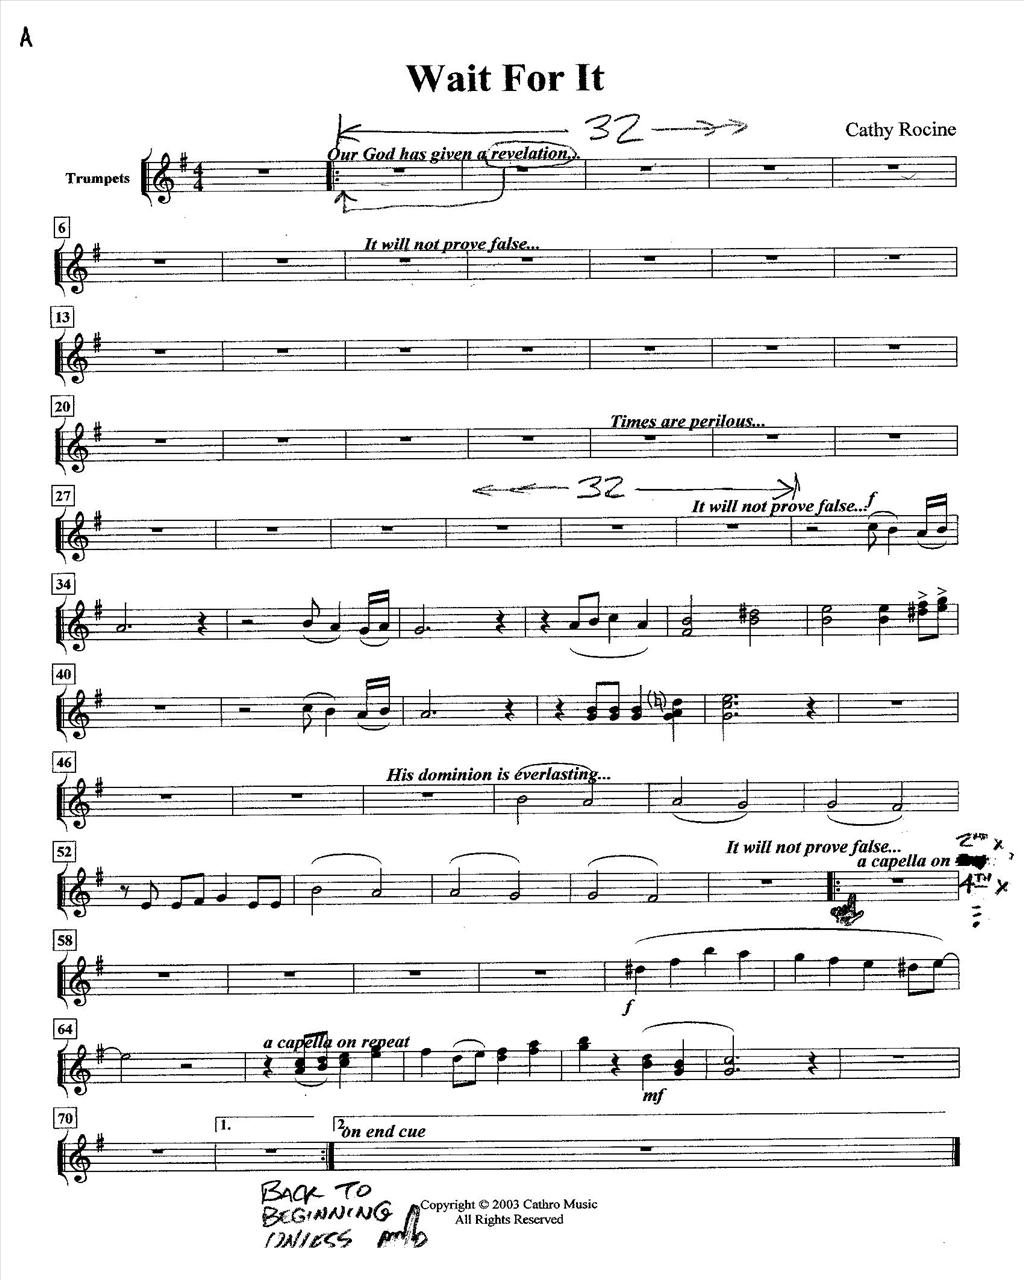 A
Wait For It
32
Cathy Rocine
Our God has given a revelation...
Trumpets
4
4
6
It will not prove false...
13
20
Times are perilous...
27
32
It will not prove false...
f
34
40
46
His dominion is everlasting...
52
It will not prove false...
2ND X
a capella on
4TH X
58
f
64
a capella on repeat
mf
70
1.
2.
on end cue
BACK TO
BEGINNING
UNLESS
Copyright © 2003 Cathro Music
All Rights Reserved